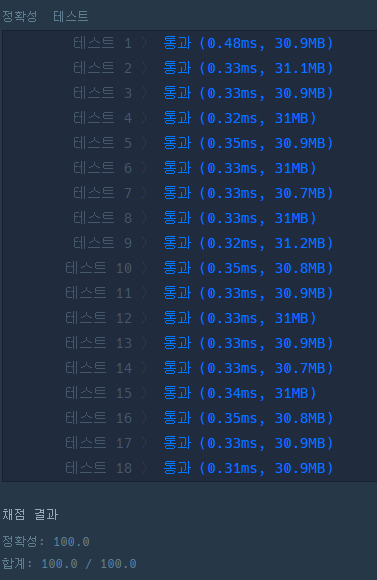 정확성 테스트
테스트 1 〉 통과 (0.48ms, 30.9MB)
테스트 2 〉 통과 (0.33ms, 31.1MB)
테스트 3 〉 통과 (0.33ms, 30.9MB)
테스트 4 〉 통과 (0.32ms, 31MB)
테스트 5 〉 통과 (0.35ms, 30.9MB)
테스트 6 〉 통과 (0.33ms, 31MB)
테스트 7 〉 통과 (0.33ms, 30.7MB)
테스트 8 〉 통과 (0.33ms, 31MB)
테스트 9 〉 통과 (0.32ms, 31.2MB)
테스트 10 〉 통과 (0.35ms, 30.8MB)
테스트 11 〉 통과 (0.33ms, 30.9MB)
테스트 12 〉 통과 (0.33ms, 31MB)
테스트 13 〉 통과 (0.33ms, 30.9MB)
테스트 14 〉 통과 (0.33ms, 30.7MB)
테스트 15 〉 통과 (0.34ms, 31MB)
테스트 16 〉 통과 (0.35ms, 30.8MB)
테스트 17 〉 통과 (0.33ms, 30.9MB)
테스트 18 〉 통과 (0.31ms, 30.9MB)
채점 결과
정확성: 100.0
합계: 100.0 / 100.0